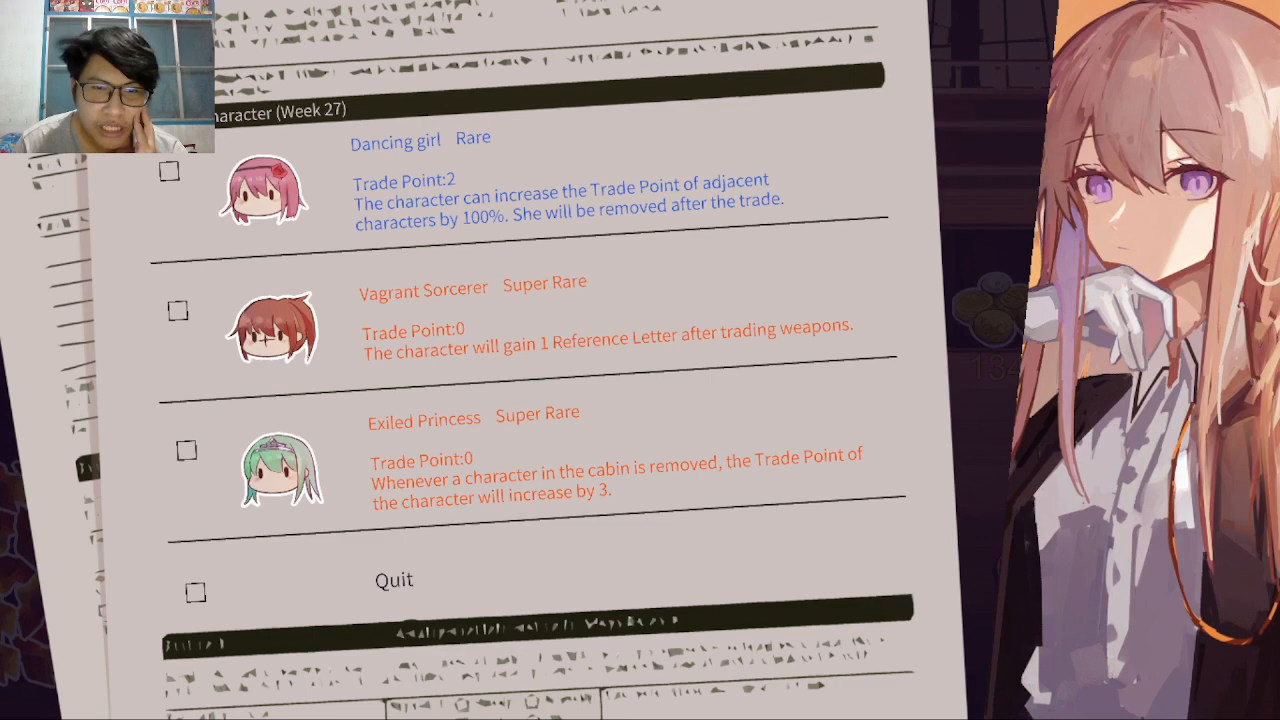 haracter (Week 27)
Dancing girl Rare
Trade Point:2
The character can increase the Trade Point of adjacent
characters by 100%. She will be removed after the trade.
Vagrant Sorcerer Super Rare
Trade Point:0
The character will gain 1 Reference Letter after trading weapons.
Exiled Princess Super Rare
Trade Point:0
Whenever a character in the cabin is removed, the Trade Point of
the character will increase by 3.
Quit
134